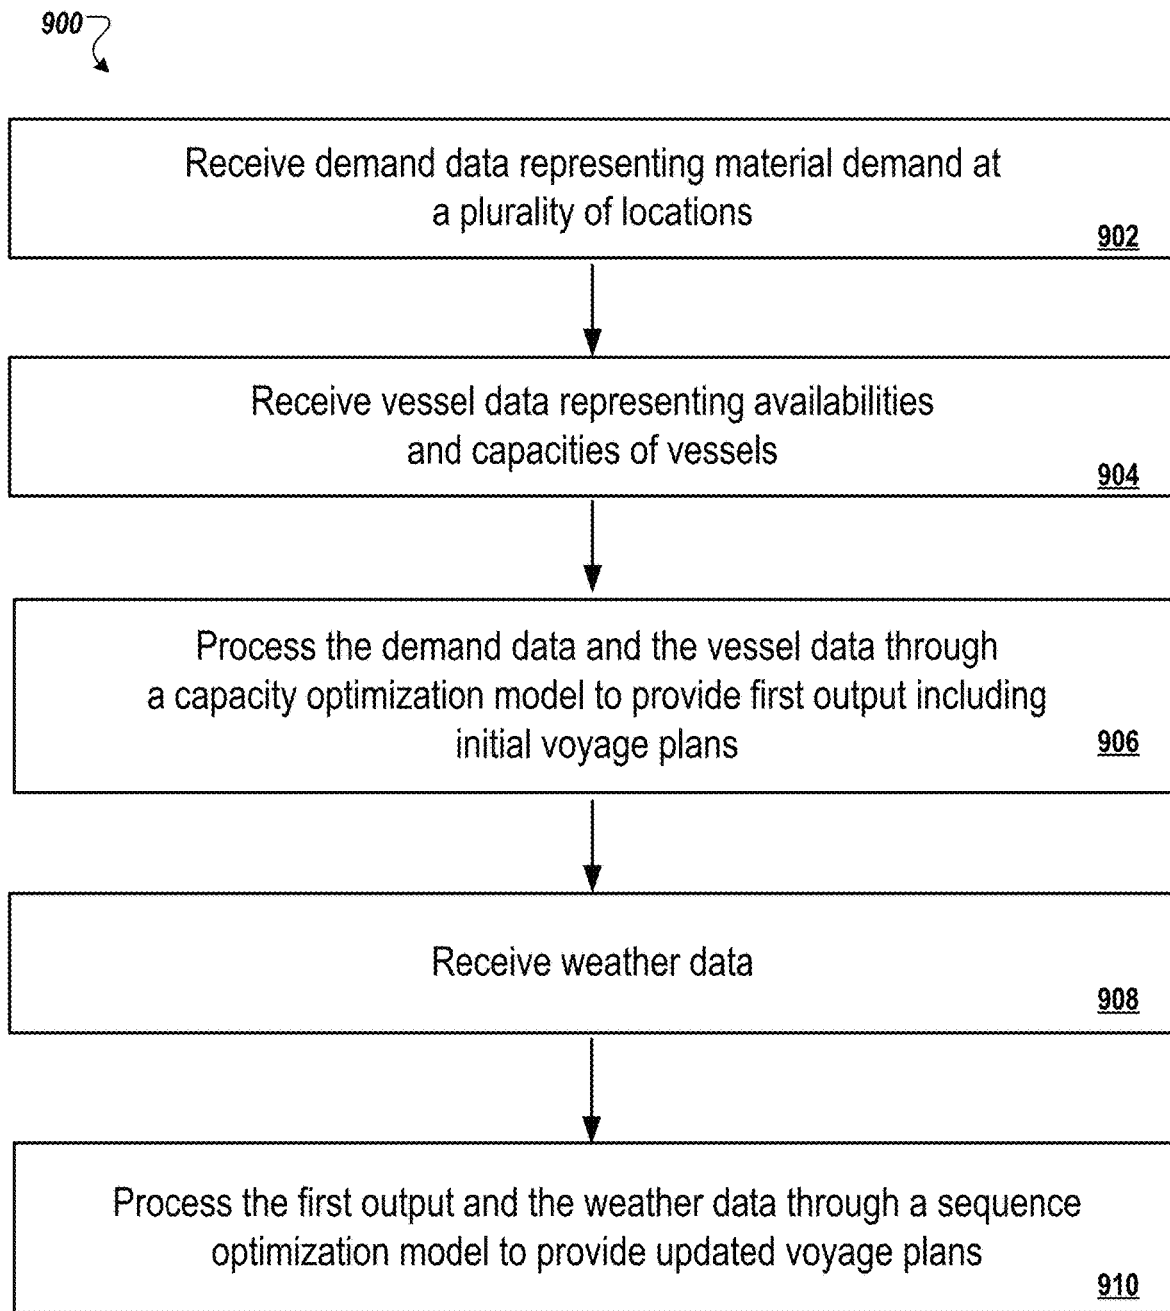 900
Receive demand data representing material demand at
a plurality of locations
902
Receive vessel data representing availabilities
and capacities of vessels
904
Process the demand data and the vessel data through
a capacity optimization model to provide first output including
initial voyage plans
906
Receive weather data
908
Process the first output and the weather data through a sequence
optimization model to provide updated voyage plans
910